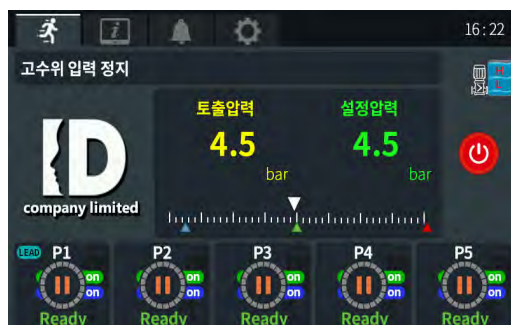 i
16:22
고수위 입력 정지
H
L
토출압력
설정압력
4.5
4.5
bar
bar
D
company limited
LEAD
P1
P2
P3
P4
P5
on
on
on
on
on
on
on
on
on
on
Ready
Ready
Ready
Ready
Ready